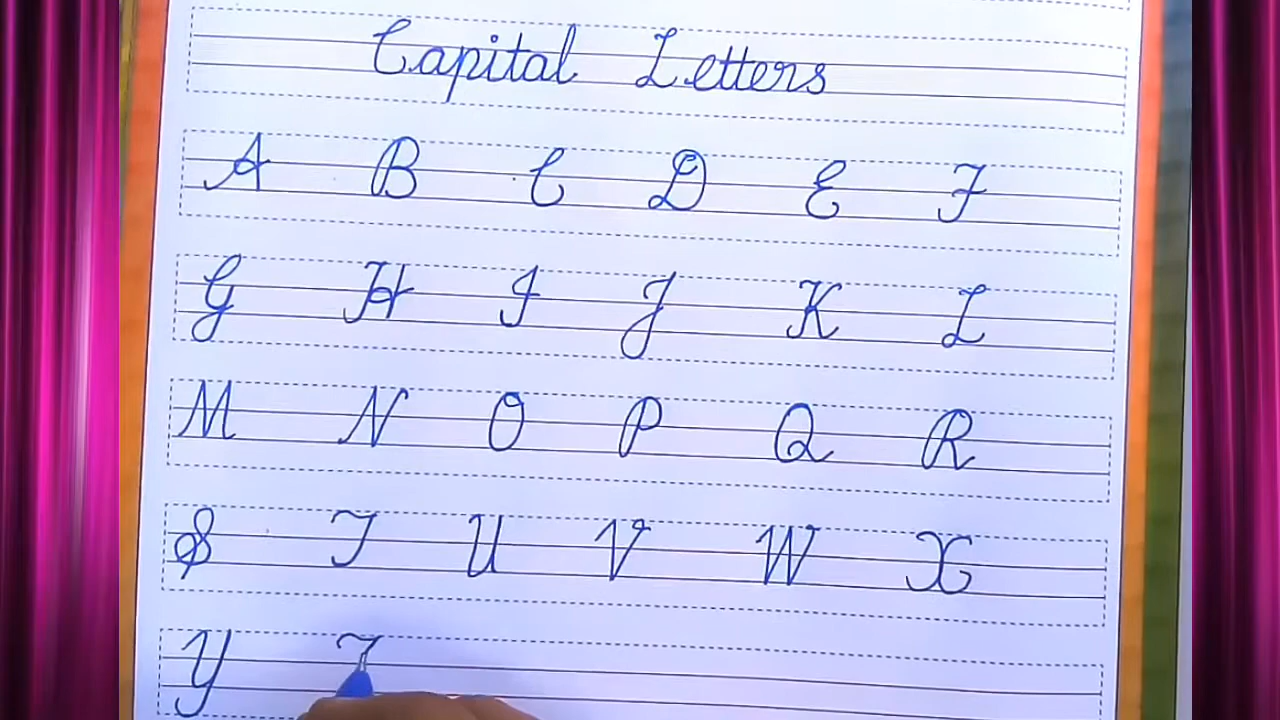 Capital Letters
A B C D E F
G H I J K L
M N O P Q R
S T U V W X
Y